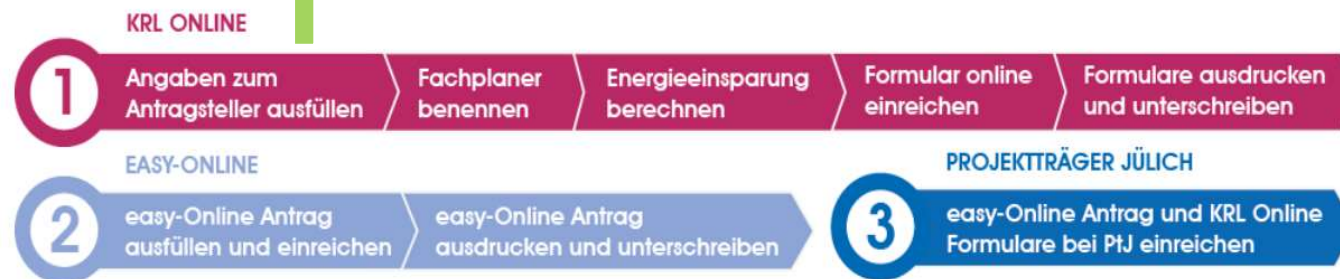 KRL ONLINE
1
Angaben zum
Antragsteller ausfüllen
Fachplaner
benennen
Energieeinsparung
berechnen
Formular online
einreichen
Formulare ausdrucken
und unterschreiben
EASY-ONLINE
2
easy-Online Antrag
ausfüllen und einreichen
easy-Online Antrag
ausdrucken und unterschreiben
PROJEKTTRÄGER JÜLICH
3
easy-Online Antrag und KRL Online
Formulare bei PtJ einreichen